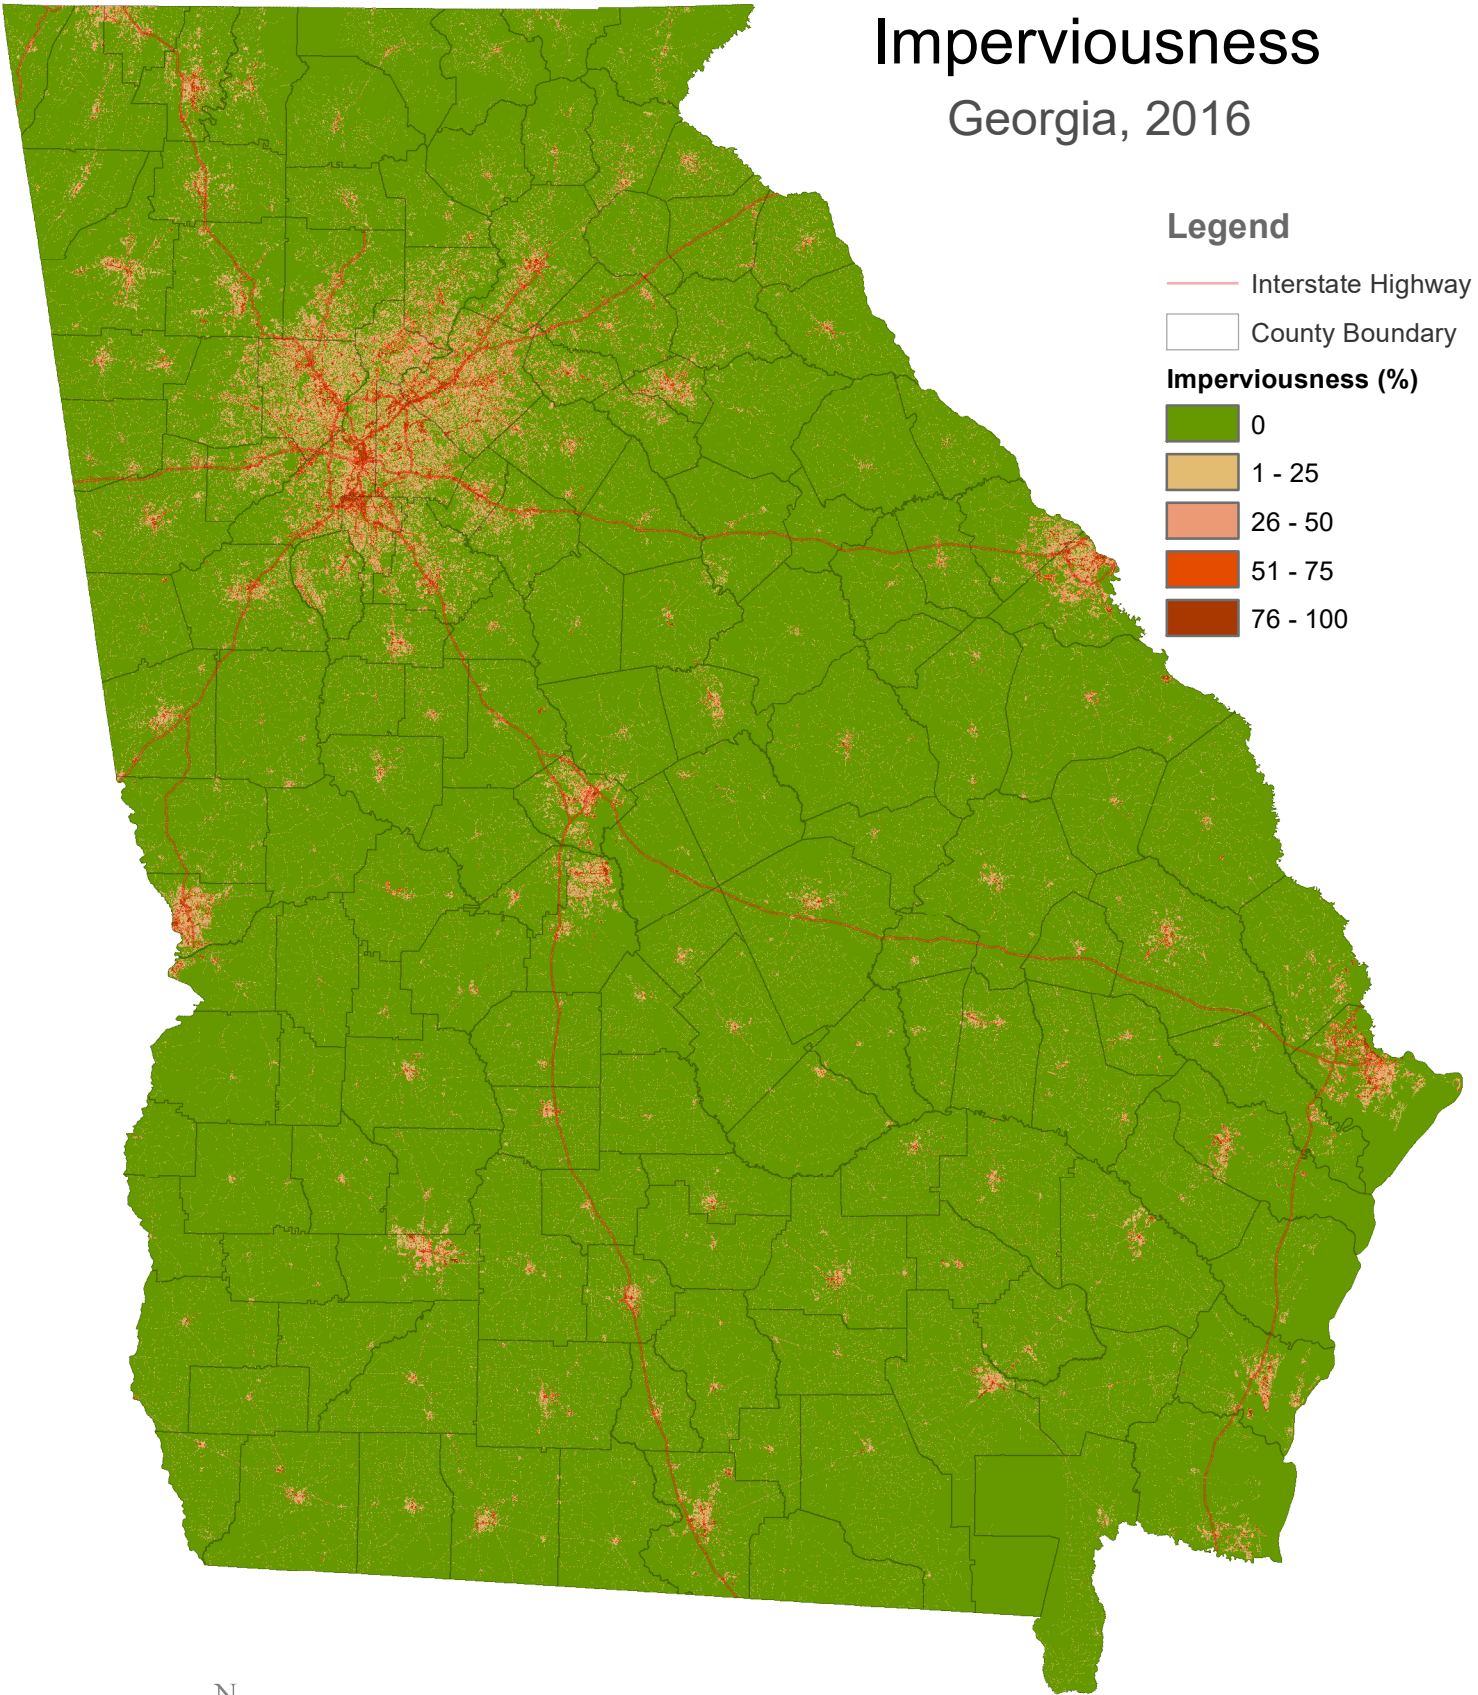 Imperviousness
Georgia, 2016
Legend
Interstate Highway
County Boundary
Imperviousness (%)
0
1 - 25
26 - 50
51 - 75
76 - 100
N